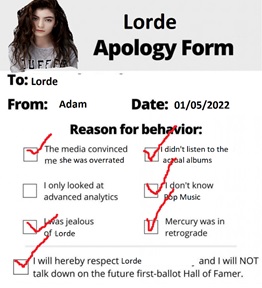 Lorde
Apology Form
To: Lorde
From: Adam Date: 01/05/2022
Reason for behavior:
The media convinced
me she was overrated
I didn't listen to the
actual albums
I only looked at
advanced analytics
I don't know
Pop Music
I was jealous
of Lorde
Mercury was in
retrograde
I will hereby respect Lorde and I will NOT
talk down on the future first-ballot Hall of Famer.